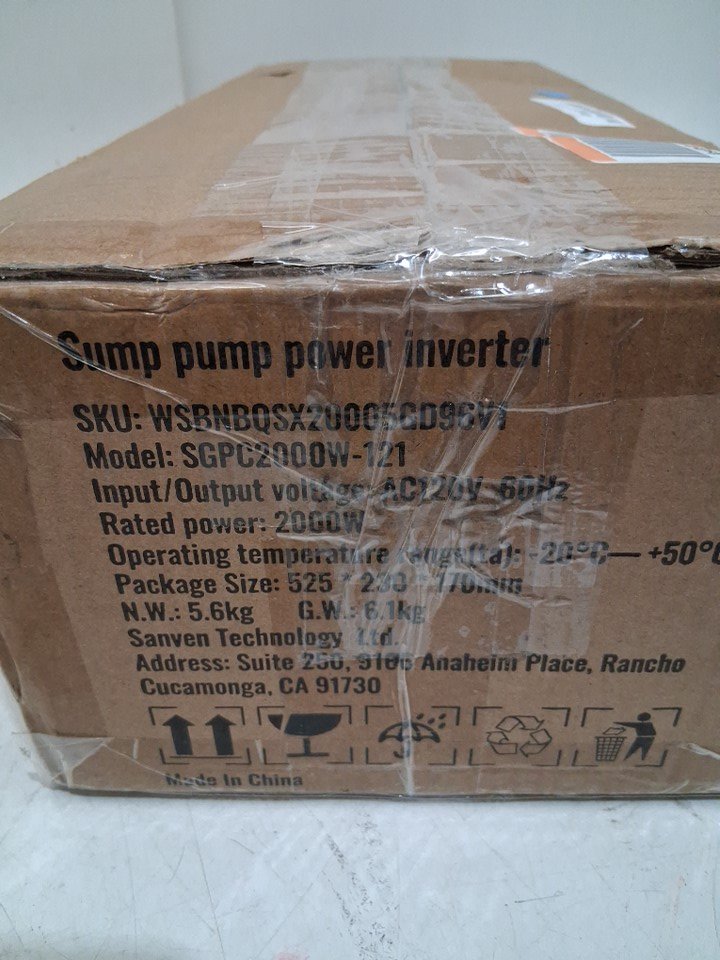 Sump pump power inverter
SKU: WSBNBQSX20005GD96V1
Model: SGPC2000W-121
Input/Output voltage: AC120V 60Hz
Rated power: 2000W
Operating temperature range(ta): -20°C— +50°C
Package Size: 525 * 230 * 170mm
N.W.: 5.6kg G.W.: 6.1kg
Sanven Technology Ltd.
Address: Suite 250, Anaheim Place, Rancho
Cucamonga, CA 91730
Made In China